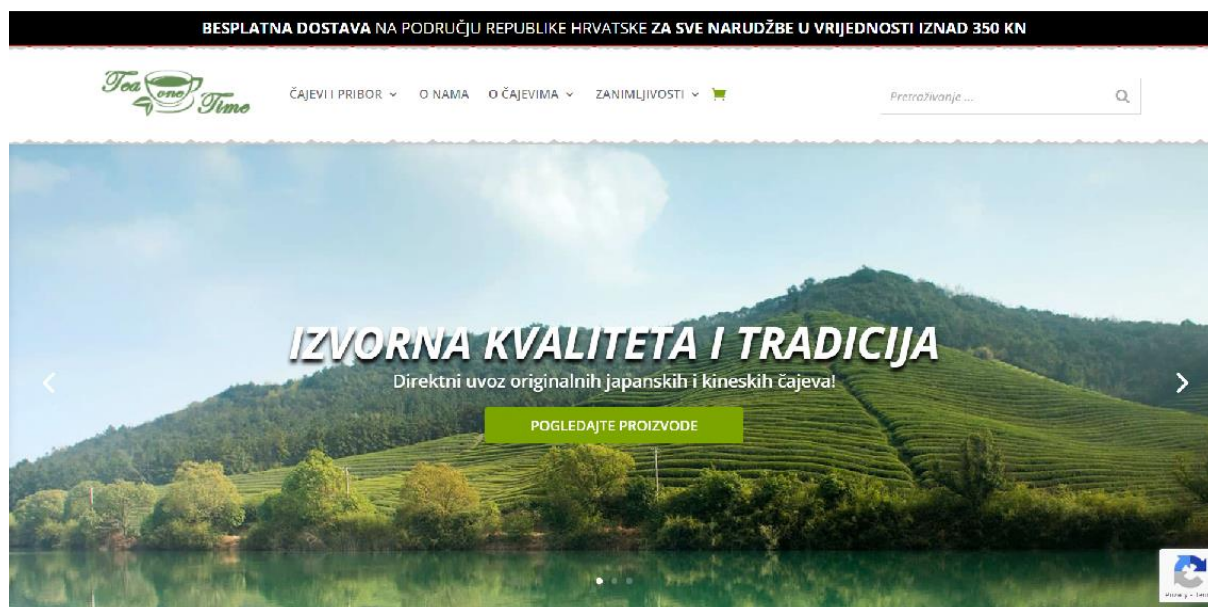 BESPLATNA DOSTAVA NA PODRUČJU REPUBLIKE HRVATSKE ZA SVE NARUDŽBE U VRIJEDNOSTI IZNAD 350 KN
Tea one Time
ČAJEVI I PRIBOR
O NAMA
O ČAJEVIMA
ZANIMLJIVOSTI
Pretraživanje ...
IZVORNA KVALITETA I TRADICIJA
Direktni uvoz originalnih japanskih i kineskih čajeva!
POGLEDAJTE PROIZVODE